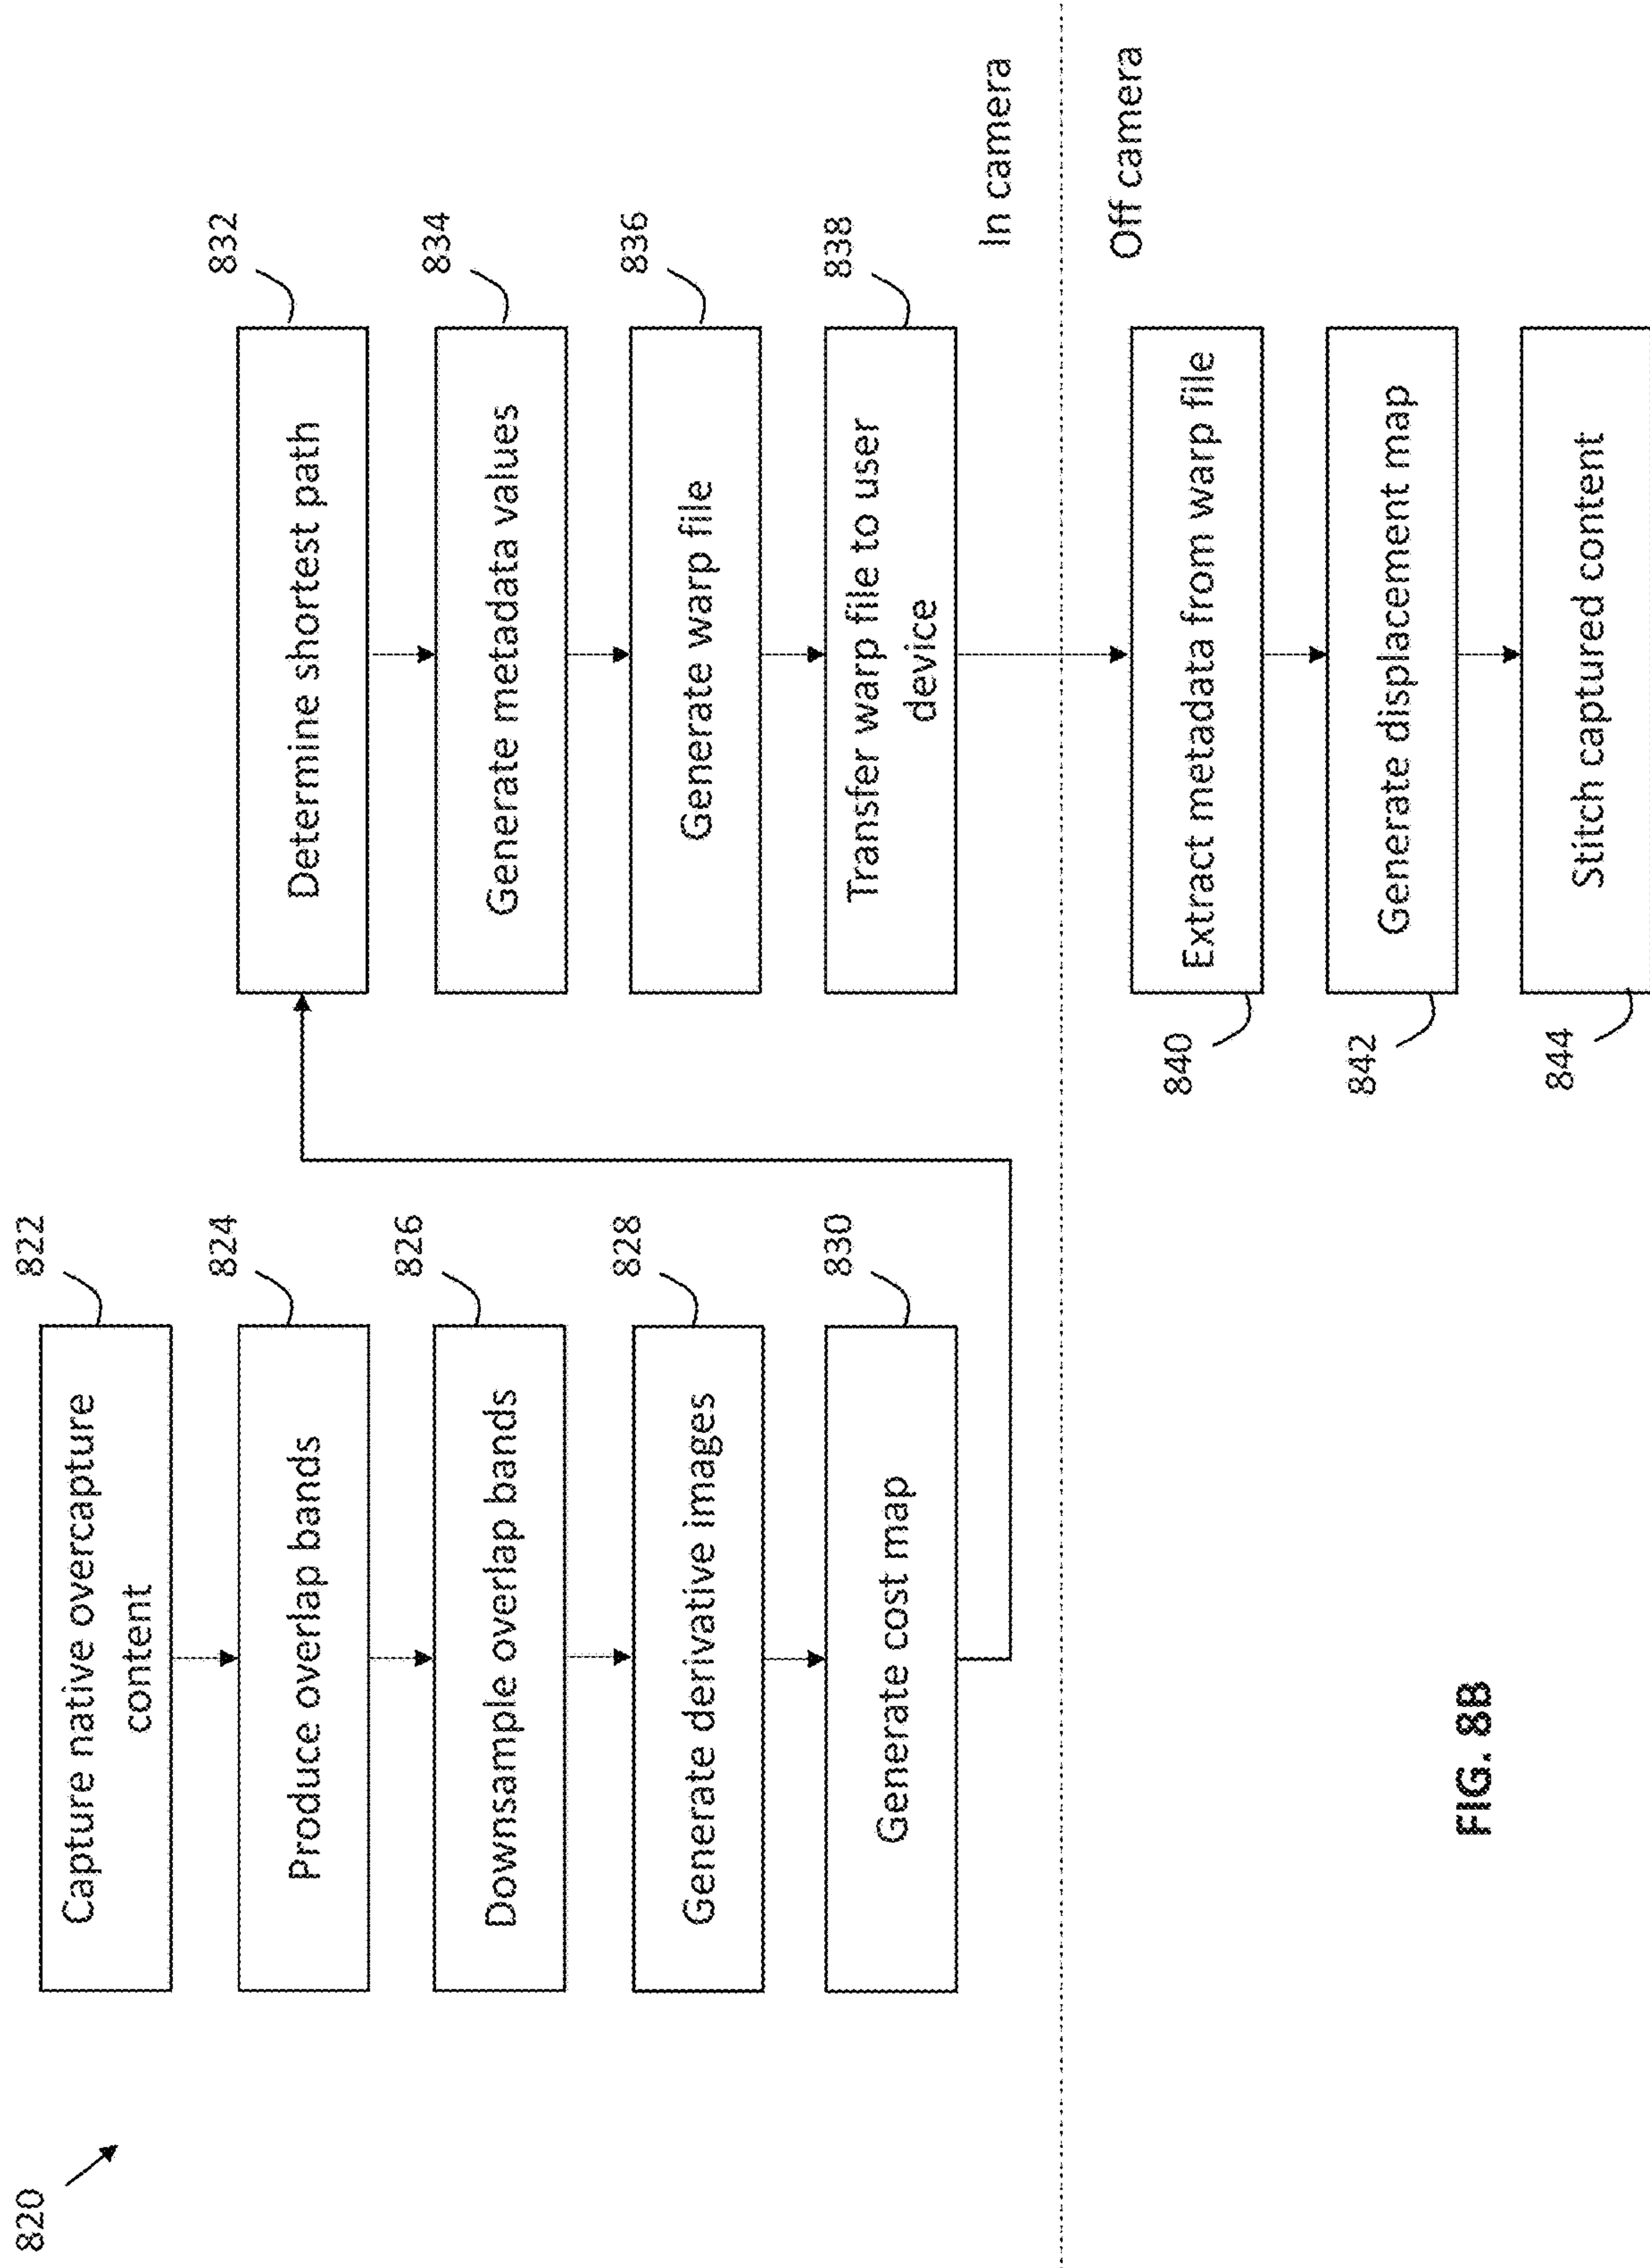 820
822
Capture native overcapture
content
824
Produce overlap bands
826
Downsample overlap bands
828
Generate derivative images
830
Generate cost map
832
Determine shortest path
834
Generate metadata values
836
Generate warp file
838
Transfer warp file to user
device
In camera
Off camera
840
Extract metadata from warp file
842
Generate displacement map
844
Stitch captured content
FIG. 8B